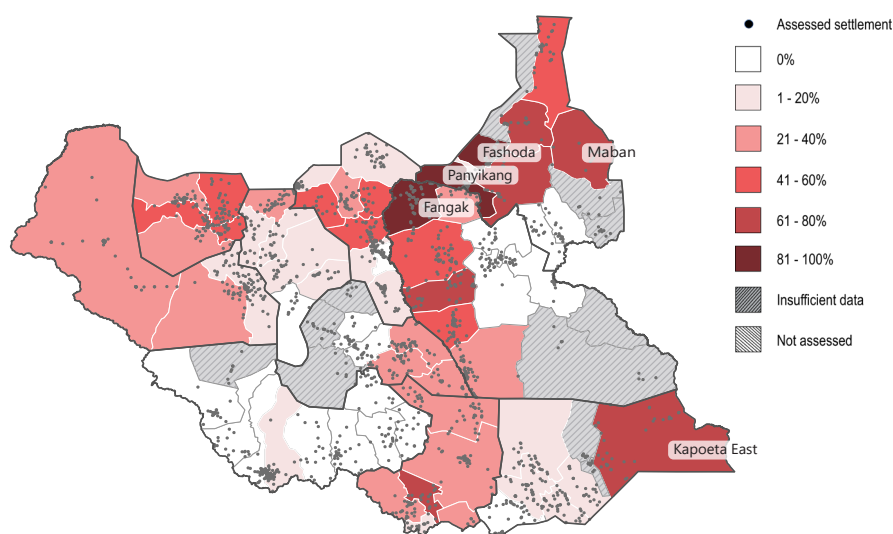 Assessed settlement
0%
1 - 20%
21 - 40%
41 - 60%
61 - 80%
81 - 100%
Insufficient data
Not assessed
Fashoda
Maban
Panyikang
Fangak
Kapoeta East